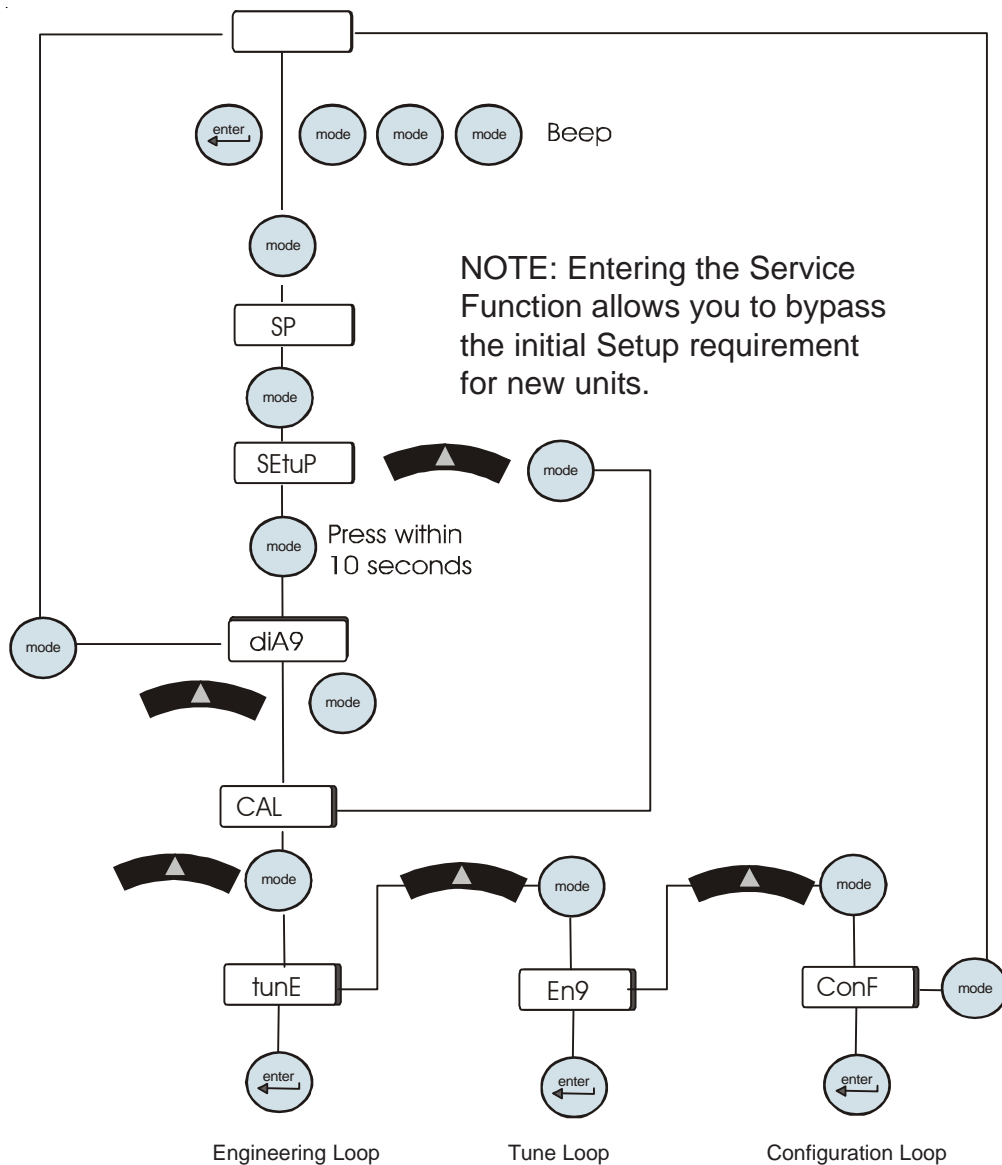 enter mode mode mode Beep
mode
NOTE: Entering the Service
Function allows you to bypass
the initial Setup requirement
for new units.
SP
mode
SEtuP mode
mode Press within
10 seconds
mode diA9
mode
CAL
mode mode mode
tunE En9 ConF mode
enter enter enter
Engineering Loop Tune Loop Configuration Loop